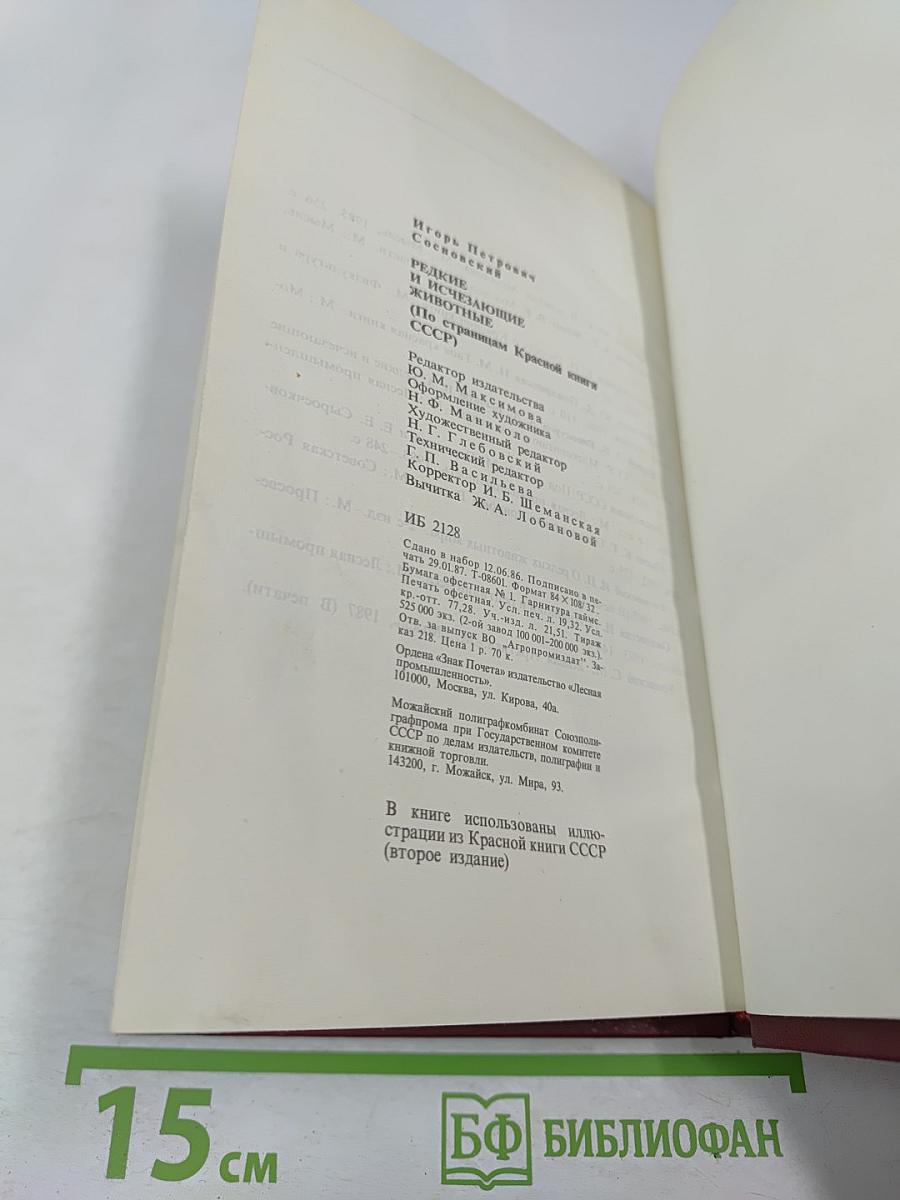 Игорь Петрович
Сосновский
РЕДКИЕ
И ИСЧЕЗАЮЩИЕ
ЖИВОТНЫЕ
(По страницам Красной книги
СССР)
Редактор издательства
Ю. М. Максимова
Оформление художника
Н. Ф. Маниколо
Художественный редактор
Н. Г. Глебовский
Технический редактор
Г. П. Васильева
Корректор И. Б. Шеманская
Вычитка Ж. А. Лобановой
ИБ 2128
Сдано в набор 12.06.86. Подписано в пе-
чать 29.01.87. Т-08601. Формат 84 × 108/32.
Бумага офсетная № 1. Гарнитура таймс.
Печать офсетная. Усл. печ. л. 19,32. Усл.
кр.-отт. 77,28. Уч.-изд. л. 21,51. Тираж
525 000 экз. (2-ой завод 100 001–200 000 экз.).
Отв. за выпуск ВО „Агропромиздат". За-
каз 218. Цена 1 р. 70 к.
Ордена «Знак Почета» издательство «Лесная
промышленность».
101000, Москва, ул. Кирова, 40а.
Можайский полиграфкомбинат Союзполи-
графпрома при Государственном комитете
СССР по делам издательств, полиграфии и
книжной торговли.
143200, г. Можайск, ул. Мира, 93.
В книге использованы иллю-
страции из Красной книги СССР
(второе издание)
15 см
БФ БИБЛИОФАН